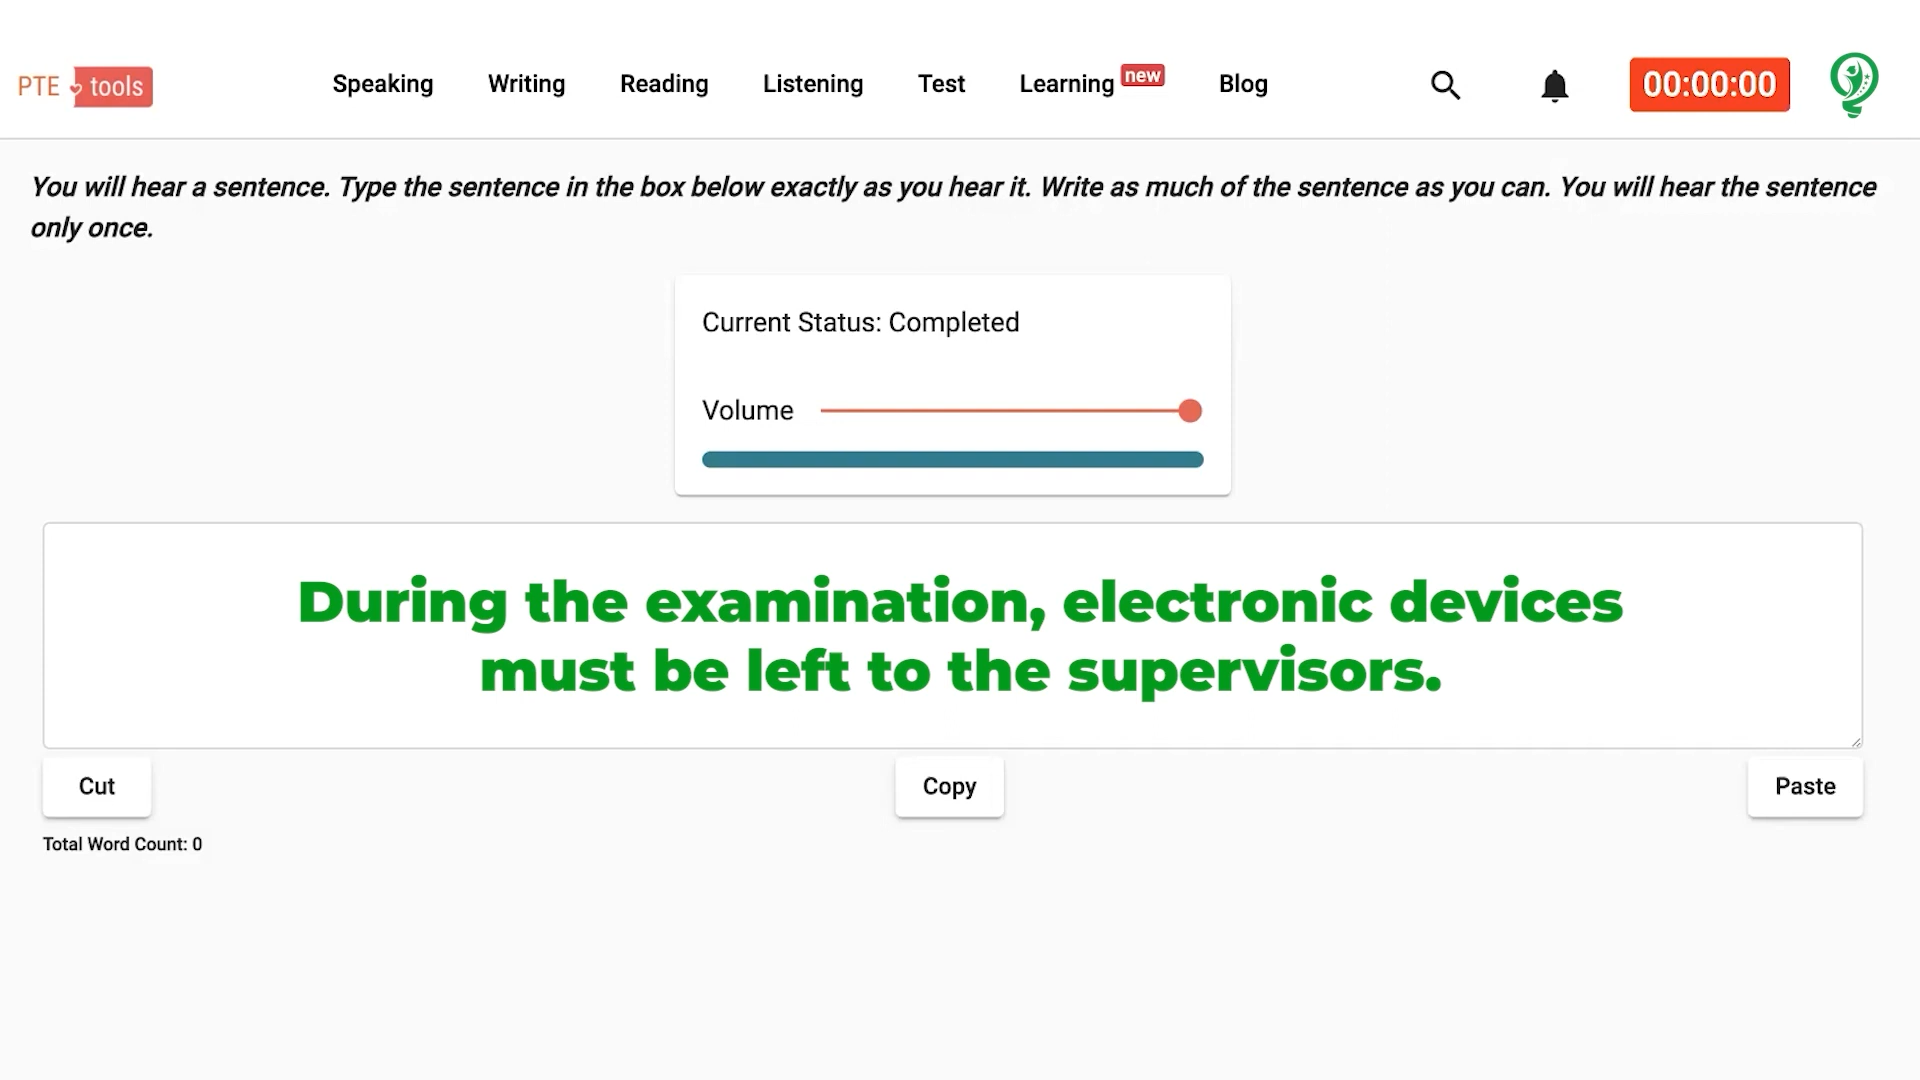 PTE tools
Speaking Writing Reading Listening Test Learning new Blog
00:00:00
You will hear a sentence. Type the sentence in the box below exactly as you hear it. Write as much of the sentence as you can. You will hear the sentence
only once.
Current Status: Completed
Volume
During the examination, electronic devices
must be left to the supervisors.
Cut Copy Paste
Total Word Count: 0